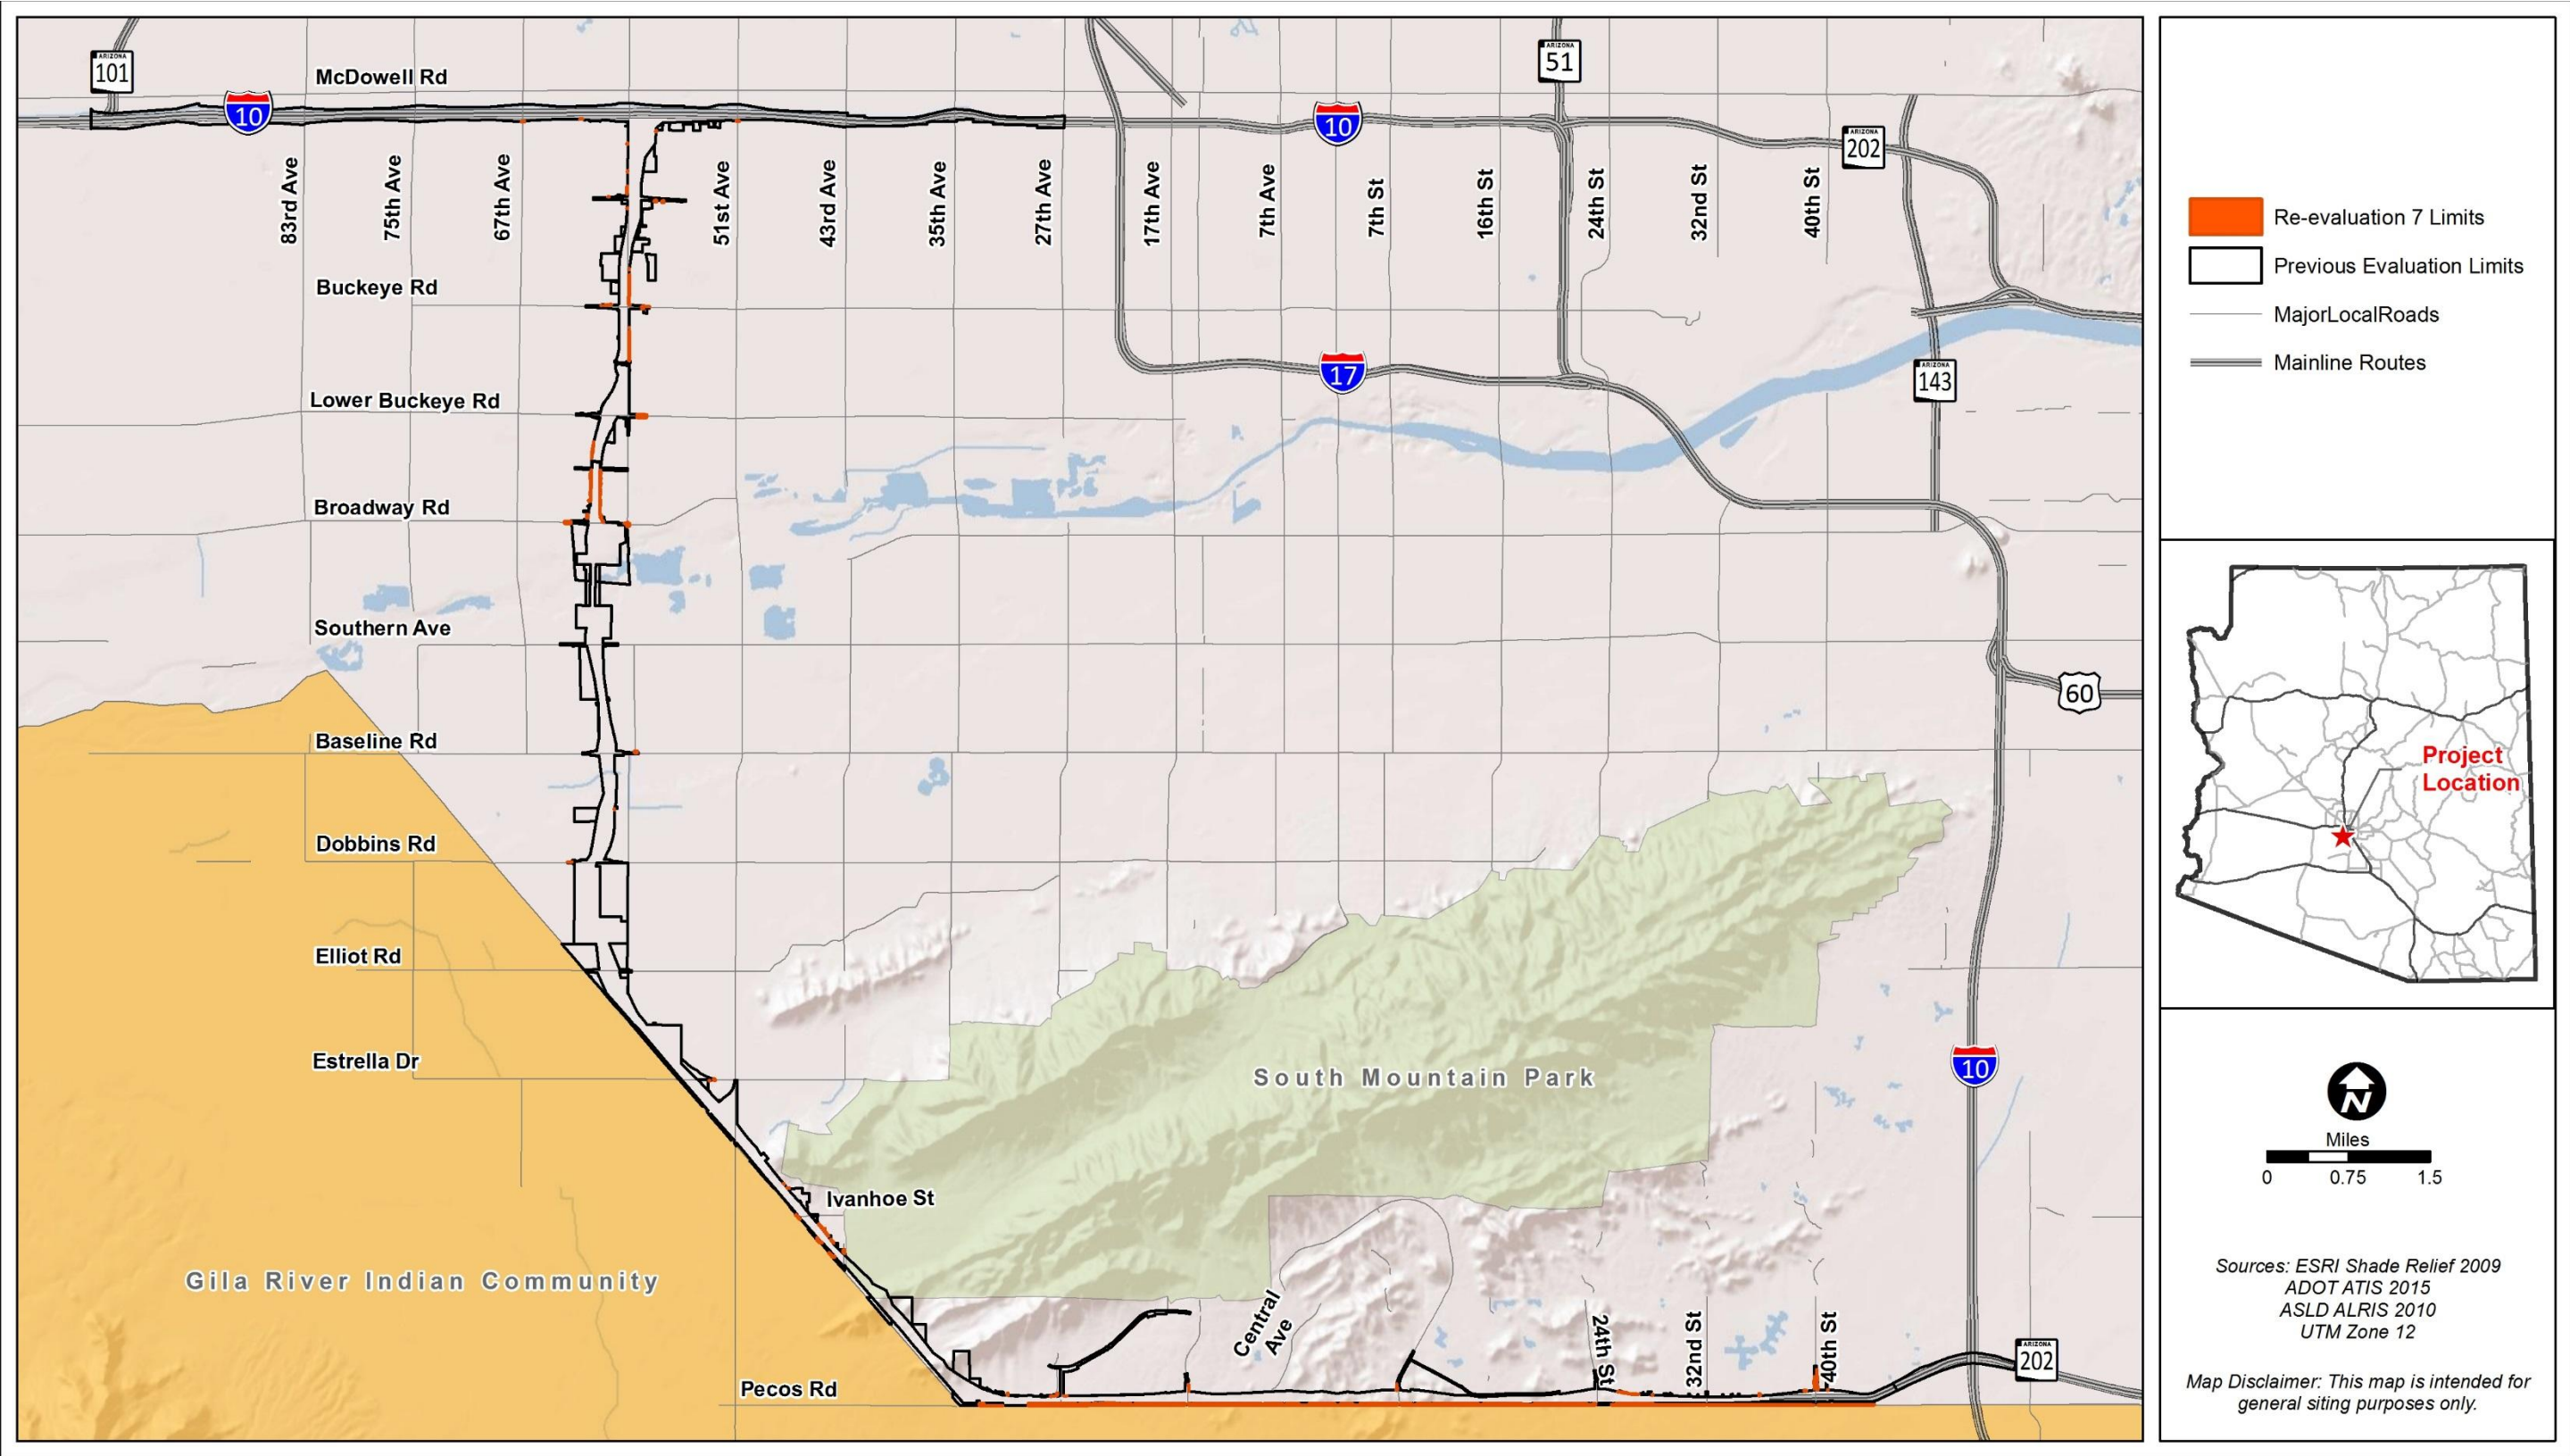 ARIZONA
101
McDowell Rd
10
ARIZONA
51
10
ARIZONA
202
83rd Ave
75th Ave
67th Ave
51st Ave
43rd Ave
35th Ave
27th Ave
17th Ave
7th Ave
7th St
16th St
24th St
32nd St
40th St
Buckeye Rd
17
ARIZONA
143
Lower Buckeye Rd
Broadway Rd
Southern Ave
60
Baseline Rd
Dobbins Rd
Elliot Rd
Estrella Dr
South Mountain Park
10
Ivanhoe St
Gila River Indian Community
Central
Ave
24th St
32nd St
40th St
ARIZONA
202
Pecos Rd
Re-evaluation 7 Limits
Previous Evaluation Limits
MajorLocalRoads
Mainline Routes
Project
Location
N
Miles
0 0.75 1.5
Sources: ESRI Shade Relief 2009
ADOT ATIS 2015
ASLD ALRIS 2010
UTM Zone 12
Map Disclaimer: This map is intended for
general siting purposes only.